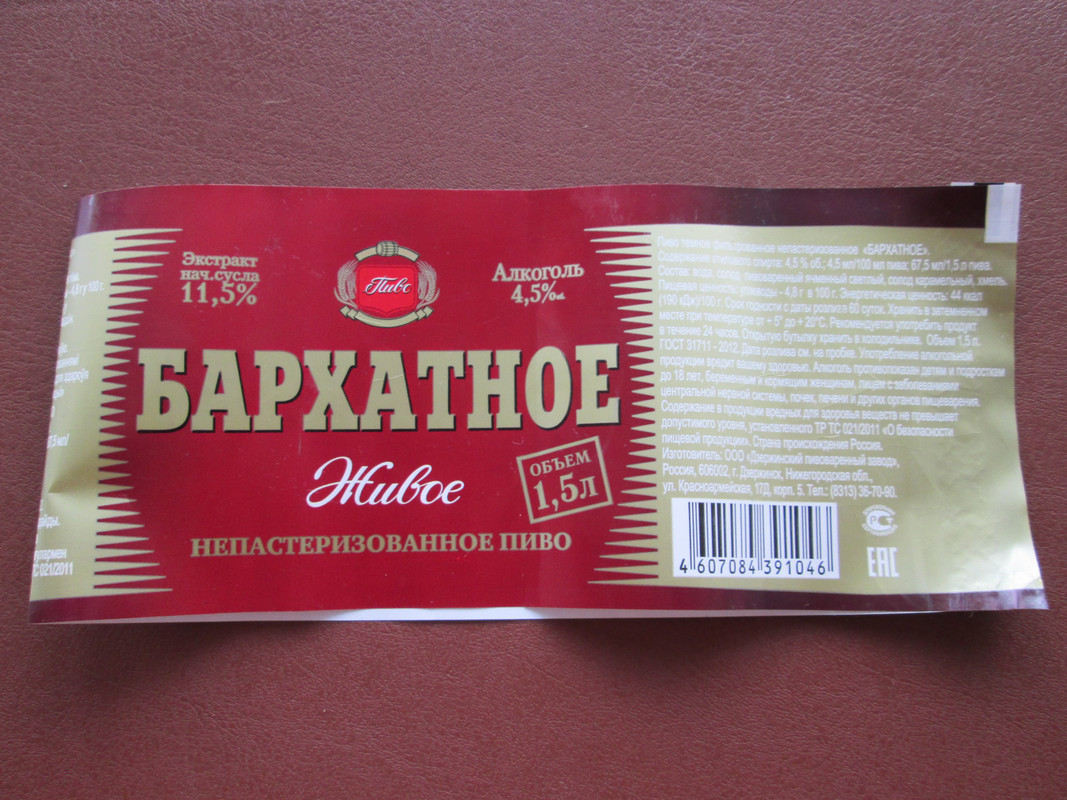 Экстракт
нач.сусла
11,5%
Пиво
Алкоголь
4,5%
БАРХАТНОЕ
Живое
ОБЪЕМ
1,5л
НЕПАСТЕРИЗОВАННОЕ ПИВО
Пиво темное фильтрованное непастеризованное «БАРХАТНОЕ».
Содержание этилового спирта: 4,5 % об.; 4,5 мл/100 мл пива; 67,5 мл/1,5 л пива.
Состав: вода, солод пивоваренный ячменный светлый, солод карамельный, хмель.
Пищевая ценность: углеводы - 4,8 г в 100 г. Энергетическая ценность: 44 ккал
(190 кДж)/100 г. Срок годности с даты розлива 60 суток. Хранить в затемненном
месте при температуре от + 5° до + 20°С. Рекомендуется употребить продукт
в течение 24 часов. Открытую бутылку хранить в холодильнике. Объем 1,5 л.
ГОСТ 31711 - 2012. Дата розлива см. на пробке. Употребление алкогольной
продукции вредит вашему здоровью. Алкоголь противопоказан детям и подросткам
до 18 лет, беременным и кормящим женщинам, лицам с заболеваниями
центральной нервной системы, почек, печени и других органов пищеварения.
Содержание в продукции вредных для здоровья веществ не превышает
допустимого уровня, установленного ТР ТС 021/2011 «О безопасности
пищевой продукции». Страна происхождения Россия.
Изготовитель: ООО «Дзержинский пивоваренный завод»,
Россия, 606002, г. Дзержинск, Нижегородская обл.,
ул. Красноармейская, 17Д, корп. 5. Тел.: (8313) 36-70-90.
4 607084 391046
РС
EAC
4,8 г у 100 г.
мл/
021/2011